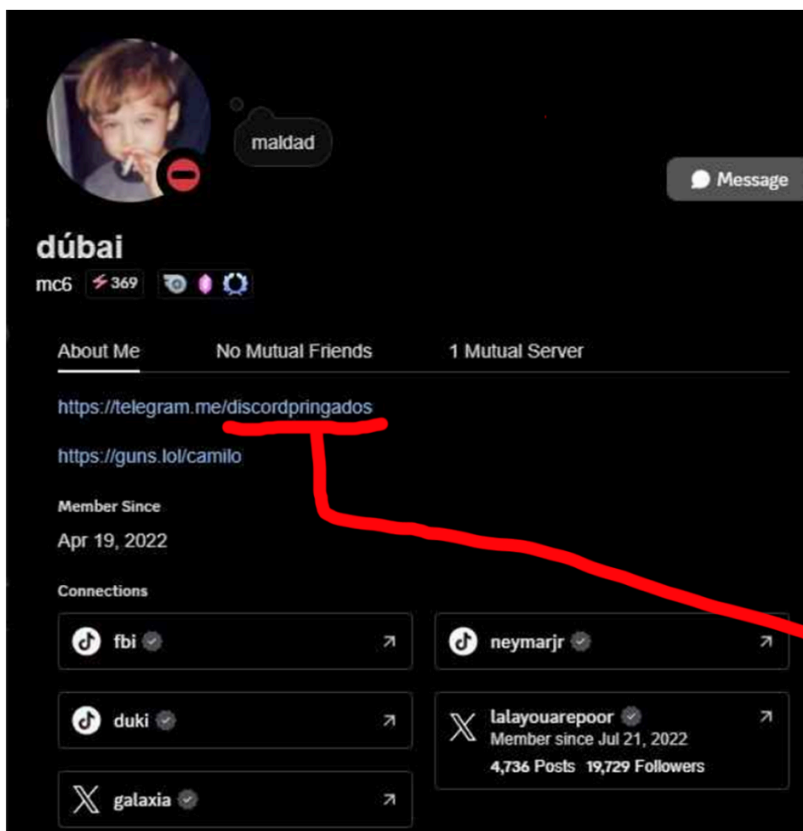 maldad
Message
dúbai
mc6 369
About Me No Mutual Friends 1 Mutual Server
https://telegram.me/discordpringados
https://guns.lol/camilo
Member Since
Apr 19, 2022
Connections
fbi
neymarjr
duki
lalayouarepoor
Member since Jul 21, 2022
4,736 Posts 19,729 Followers
galaxia